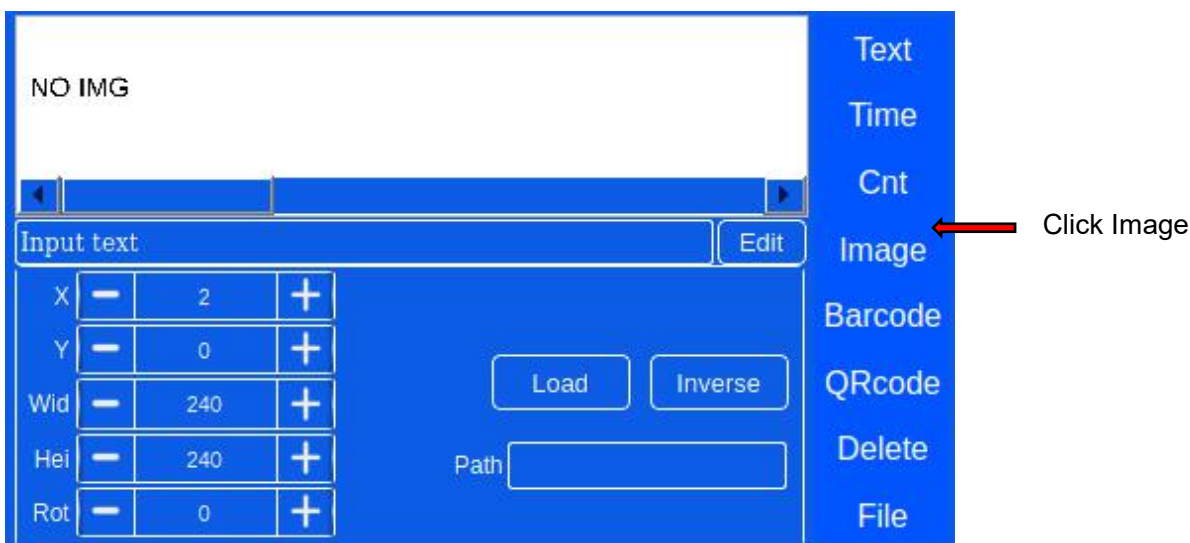 NO IMG
Input text
Edit
X
2
Y
0
Wid
240
Hei
240
Rot
0
Load
Inverse
Path
Text
Time
Cnt
Image
Barcode
QRcode
Delete
File
Click Image